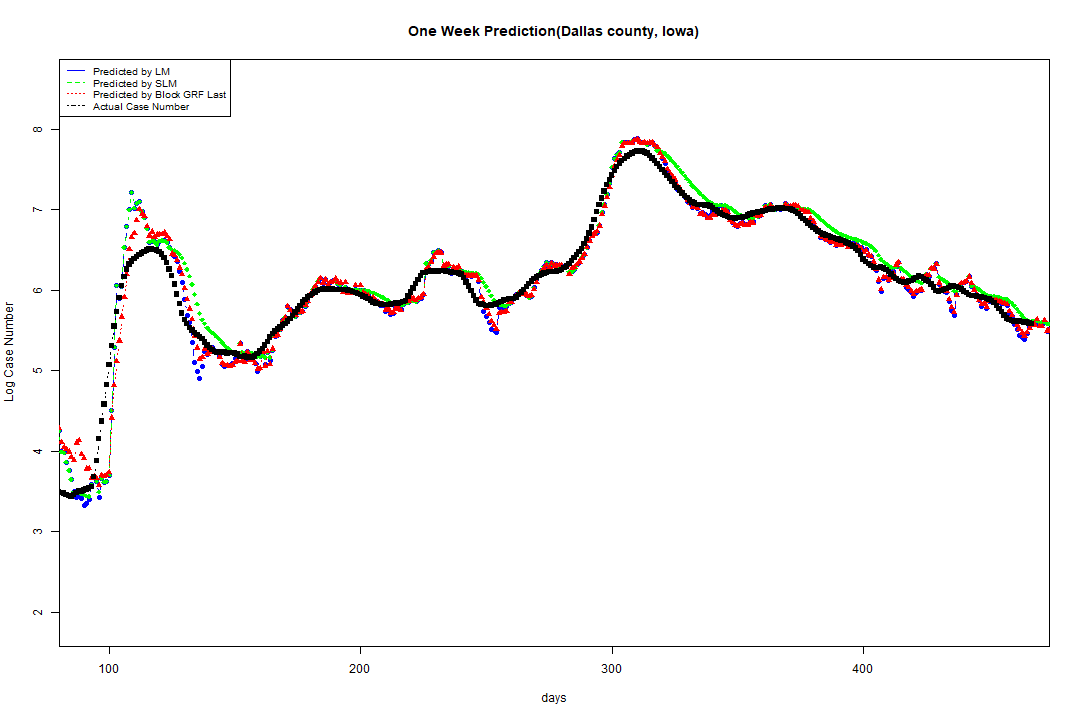 One Week Prediction(Dallas county, Iowa)
Predicted by LM
Predicted by SLM
Predicted by Block GRF Last
Actual Case Number
8
7
6
5
4
3
2
Log Case Number
100 200 300 400
days